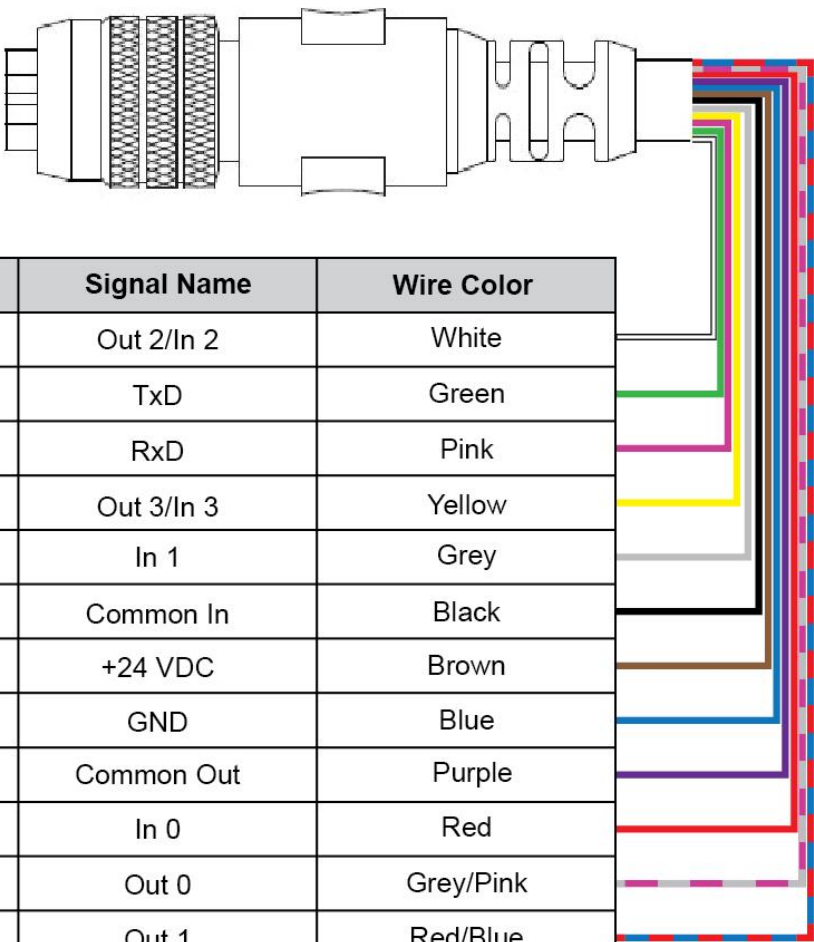 Signal Name Wire Color
Out 2/In 2 White
TxD Green
RxD Pink
Out 3/In 3 Yellow
In 1 Grey
Common In Black
+24 VDC Brown
GND Blue
Common Out Purple
In 0 Red
Out 0 Grey/Pink
Out 1 Red/Blue